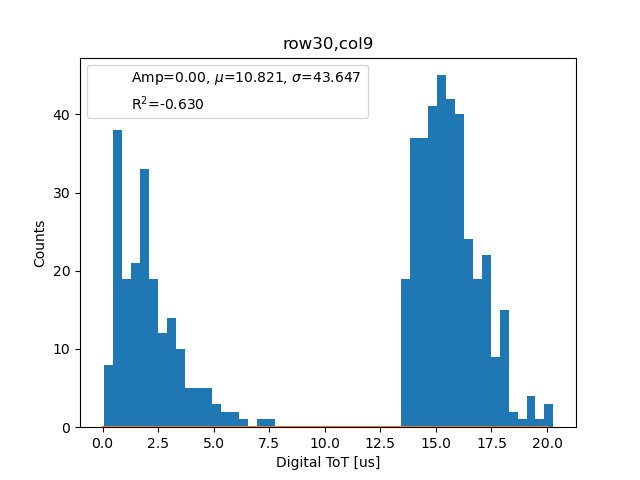 row30,col9
Amp=0.00, μ=10.821, σ=43.647
R²=-0.630
Counts
40
30
20
10
0
0.0 2.5 5.0 7.5 10.0 12.5 15.0 17.5 20.0
Digital ToT [us]